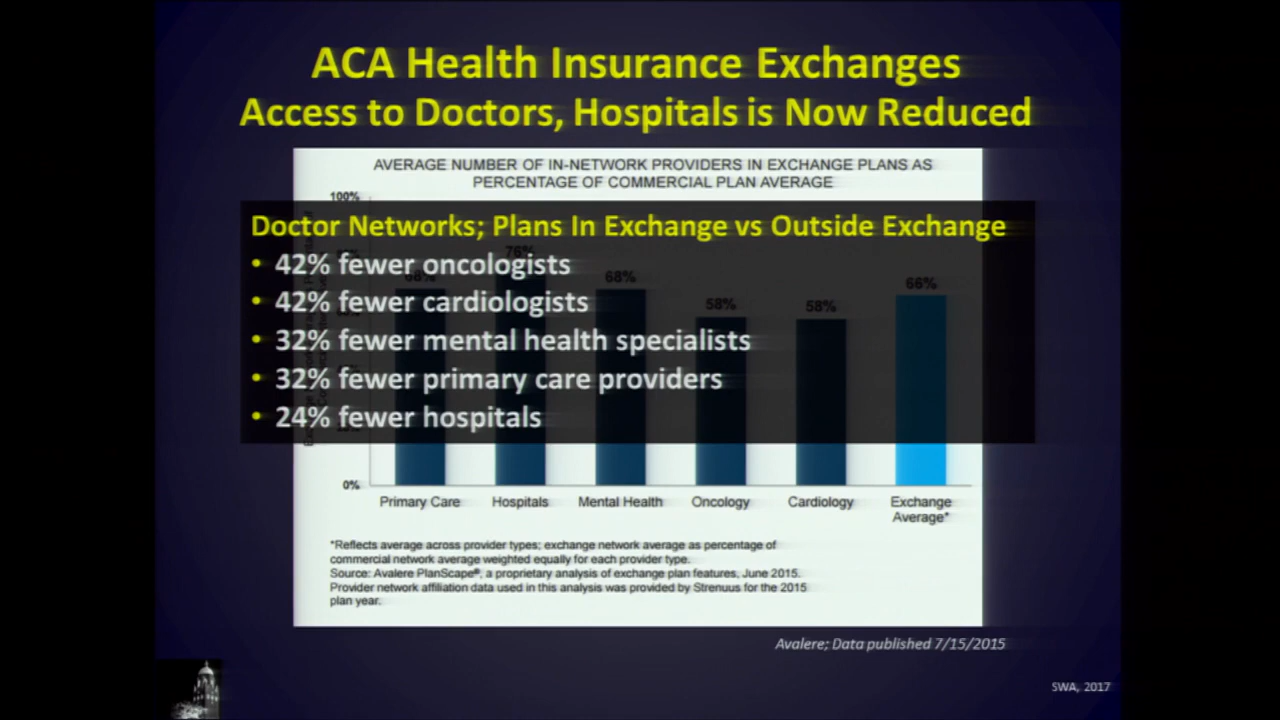 ACA Health Insurance Exchanges
Access to Doctors, Hospitals is Now Reduced
AVERAGE NUMBER OF IN-NETWORK PROVIDERS IN EXCHANGE PLANS AS
PERCENTAGE OF COMMERCIAL PLAN AVERAGE
100%
Doctor Networks; Plans In Exchange vs Outside Exchange
• 42% fewer oncologists
• 42% fewer cardiologists
• 32% fewer mental health specialists
• 32% fewer primary care providers
• 24% fewer hospitals
68%
76%
68%
58%
58%
66%
0%
Primary Care
Hospitals
Mental Health
Oncology
Cardiology
Exchange
Average*
*Reflects average across provider types; exchange network average as percentage of
commercial network average weighted equally for each provider type.
Source: Avalere PlanScape®, a proprietary analysis of exchange plan features, June 2015.
Provider network affiliation data used in this analysis was provided by Strenuus for the 2015
plan year.
Avalere; Data published 7/15/2015
SWA, 2017